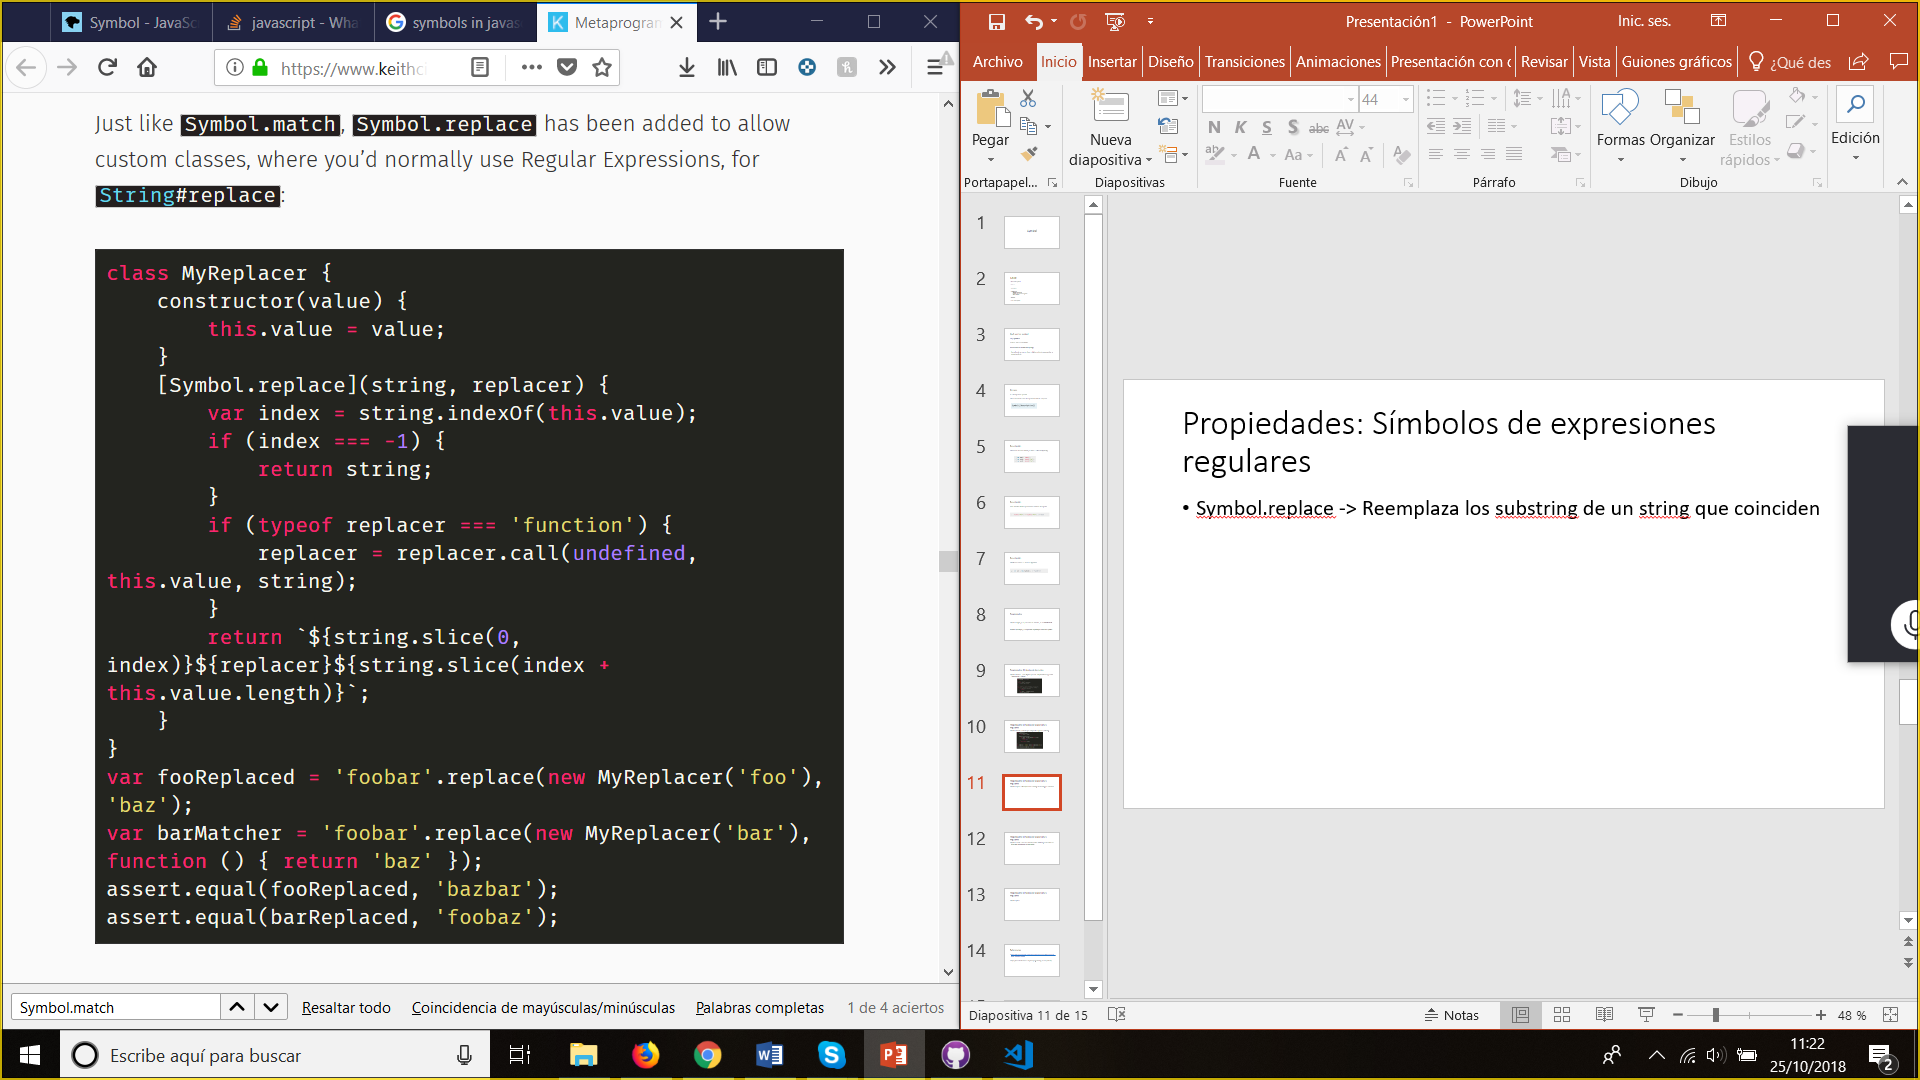 Symbol - JavaSc
javascript - Wha
symbols in javas
Metaprogram
https://www.keithci
Just like Symbol.match, Symbol.replace has been added to allow
custom classes, where you’d normally use Regular Expressions, for
String#replace:
class MyReplacer {
constructor(value) {
this.value = value;
}
[Symbol.replace](string, replacer) {
var index = string.indexOf(this.value);
if (index === -1) {
return string;
}
if (typeof replacer === 'function') {
replacer = replacer.call(undefined,
this.value, string);
}
return `${string.slice(0,
index)}${replacer}${string.slice(index +
this.value.length)}`;
}
}
var fooReplaced = 'foobar'.replace(new MyReplacer('foo'),
'baz');
var barMatcher = 'foobar'.replace(new MyReplacer('bar'),
function () { return 'baz' });
assert.equal(fooReplaced, 'bazbar');
assert.equal(barReplaced, 'foobaz');
Symbol.match
Resaltar todo
Coincidencia de mayúsculas/minúsculas
Palabras completas
1 de 4 aciertos
Presentación1 - PowerPoint
Inic. ses.
Archivo
Inicio
Insertar
Diseño
Transiciones
Animaciones
Presentación con d
Revisar
Vista
Guiones gráficos
¿Qué des
Pegar
Portapapel...
Nueva
diapositiva
Diapositivas
44
N K S S abc AV
Aa A A
Fuente
Párrafo
Formas
Organizar
Estilos
rápidos
Dibujo
Edición
1
2
3
4
5
6
7
8
9
10
11
12
13
14
Propiedades: Símbolos de expresiones
regulares
• Symbol.replace -> Reemplaza los substring de un string que coinciden
Diapositiva 11 de 15
Notas
48 %
Escribe aquí para buscar
11:22
25/10/2018
2